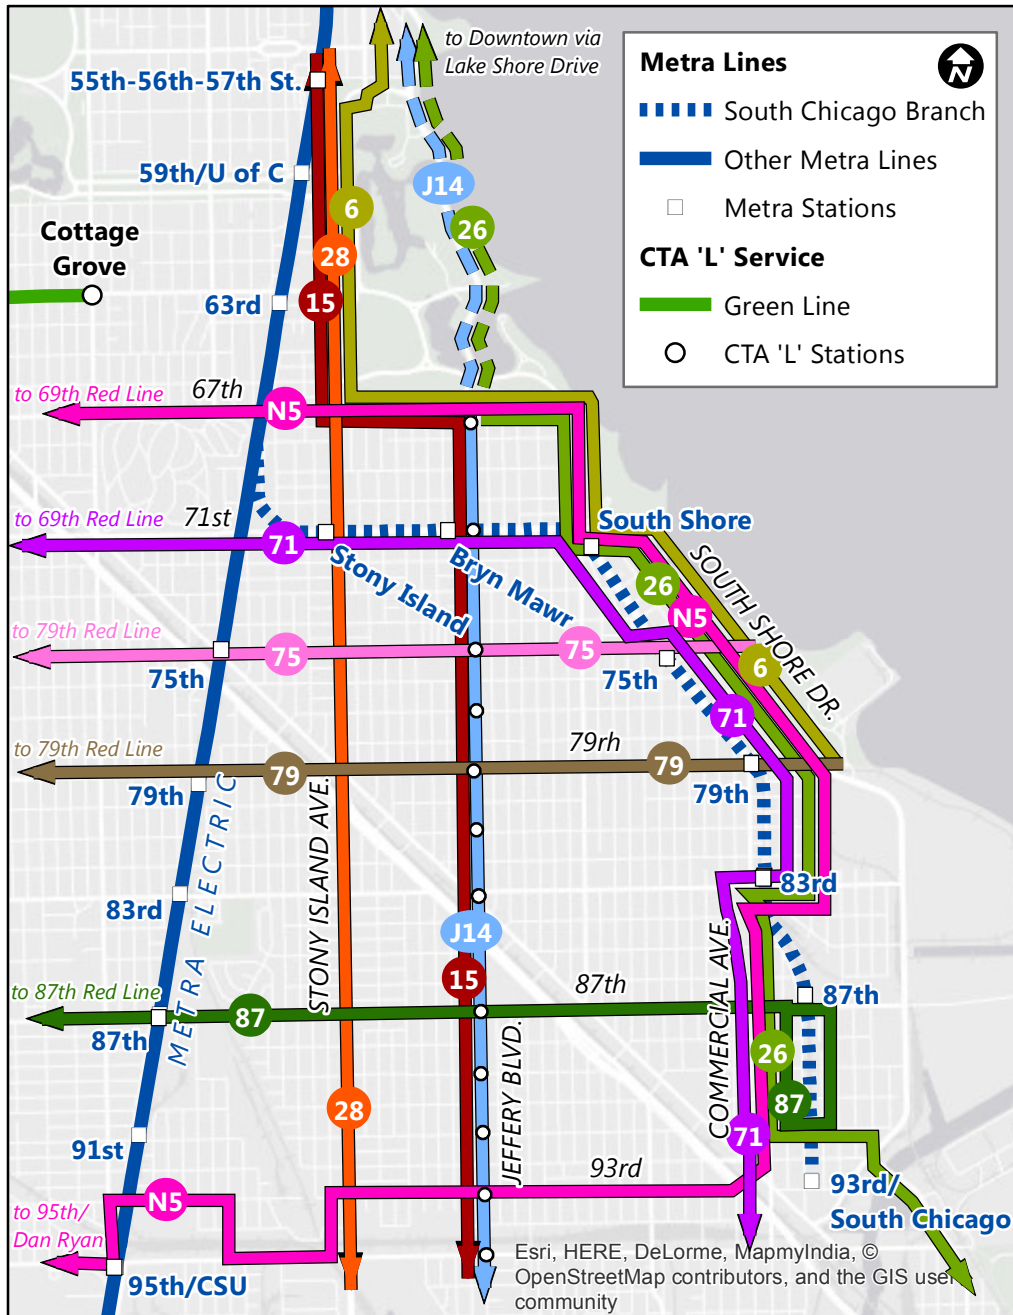 to Downtown via
Lake Shore Drive
Metra Lines
N
South Chicago Branch
Other Metra Lines
Metra Stations
CTA 'L' Service
Green Line
CTA 'L' Stations
55th-56th-57th St.
59th/U of C
J14
6
26
Cottage
Grove
28
15
63rd
to 69th Red Line
67th
N5
to 69th Red Line
71st
71
South Shore
Stony Island
Bryn Mawr
26
N5
SOUTH SHORE DR.
to 79th Red Line
75
75
75th
75th
6
71
to 79th Red Line
79rh
79
79
79th
79th
METRA ELECTRIC
STONY ISLAND AVE.
83rd
83rd
J14
15
COMMERCIAL AVE.
to 87th Red Line
87th
87
87th
87th
JEFFERY BLVD.
26
87
28
71
91st
93rd
N5
93rd/
South Chicago
to 95th/
Dan Ryan
95th/CSU
Esri, HERE, DeLorme, MapmyIndia, ©
OpenStreetMap contributors, and the GIS user
community